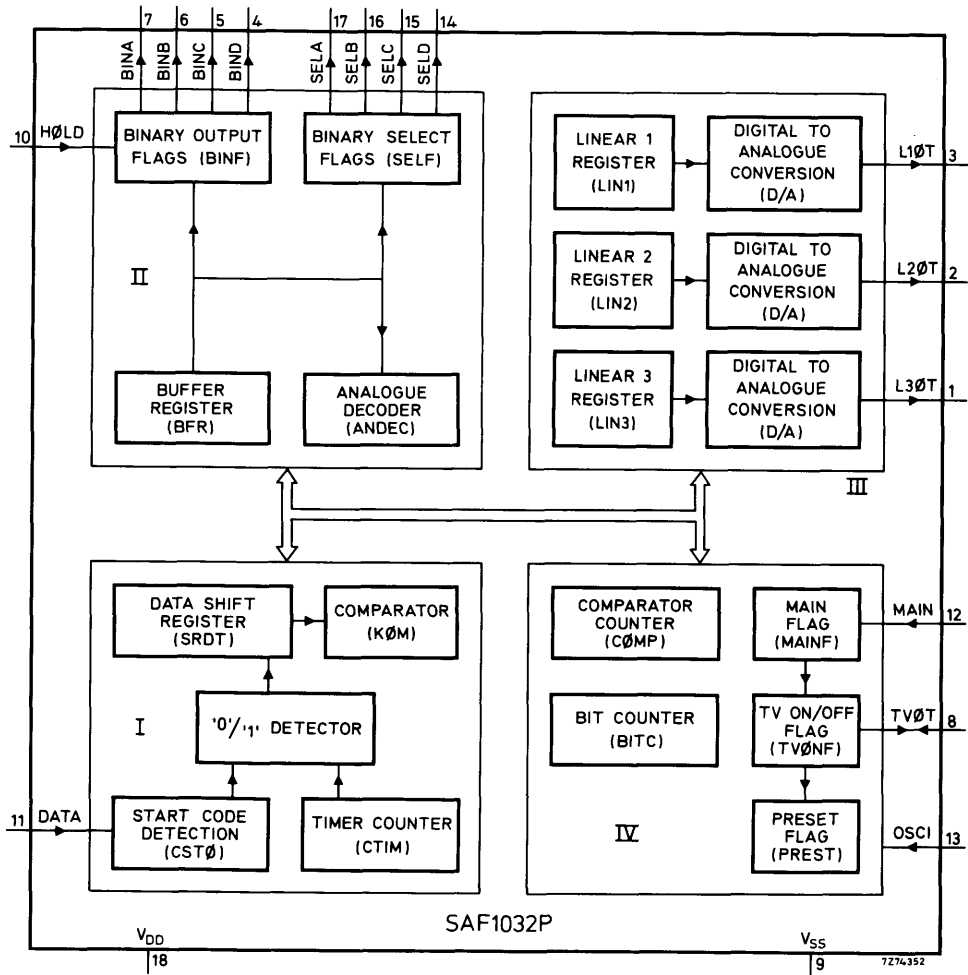 7 6 5 4 17 16 15 14
BINA BINB BINC BIND SELA SELB SELC SELD
10 HØLD
BINARY OUTPUT
FLAGS (BINF)
BINARY SELECT
FLAGS (SELF)
II
BUFFER
REGISTER
(BFR)
ANALOGUE
DECODER
(ANDEC)
LINEAR 1
REGISTER
(LIN1)
DIGITAL TO
ANALOGUE
CONVERSION
(D/A)
L1ØT 3
LINEAR 2
REGISTER
(LIN2)
DIGITAL TO
ANALOGUE
CONVERSION
(D/A)
L2ØT 2
LINEAR 3
REGISTER
(LIN3)
DIGITAL TO
ANALOGUE
CONVERSION
(D/A)
L3ØT 1
III
DATA SHIFT
REGISTER
(SRDT)
COMPARATOR
(KØM)
I
'0'/'1' DETECTOR
11 DATA
START CODE
DETECTION
(CSTØ)
TIMER COUNTER
(CTIM)
COMPARATOR
COUNTER
(CØMP)
MAIN
FLAG
(MAINF)
MAIN 12
BIT COUNTER
(BITC)
TV ON/OFF
FLAG
(TVØNF)
TVØT 8
IV
PRESET
FLAG
(PREST)
OSCI 13
SAF1032P
VDD
18
VSS
9
7Z74352